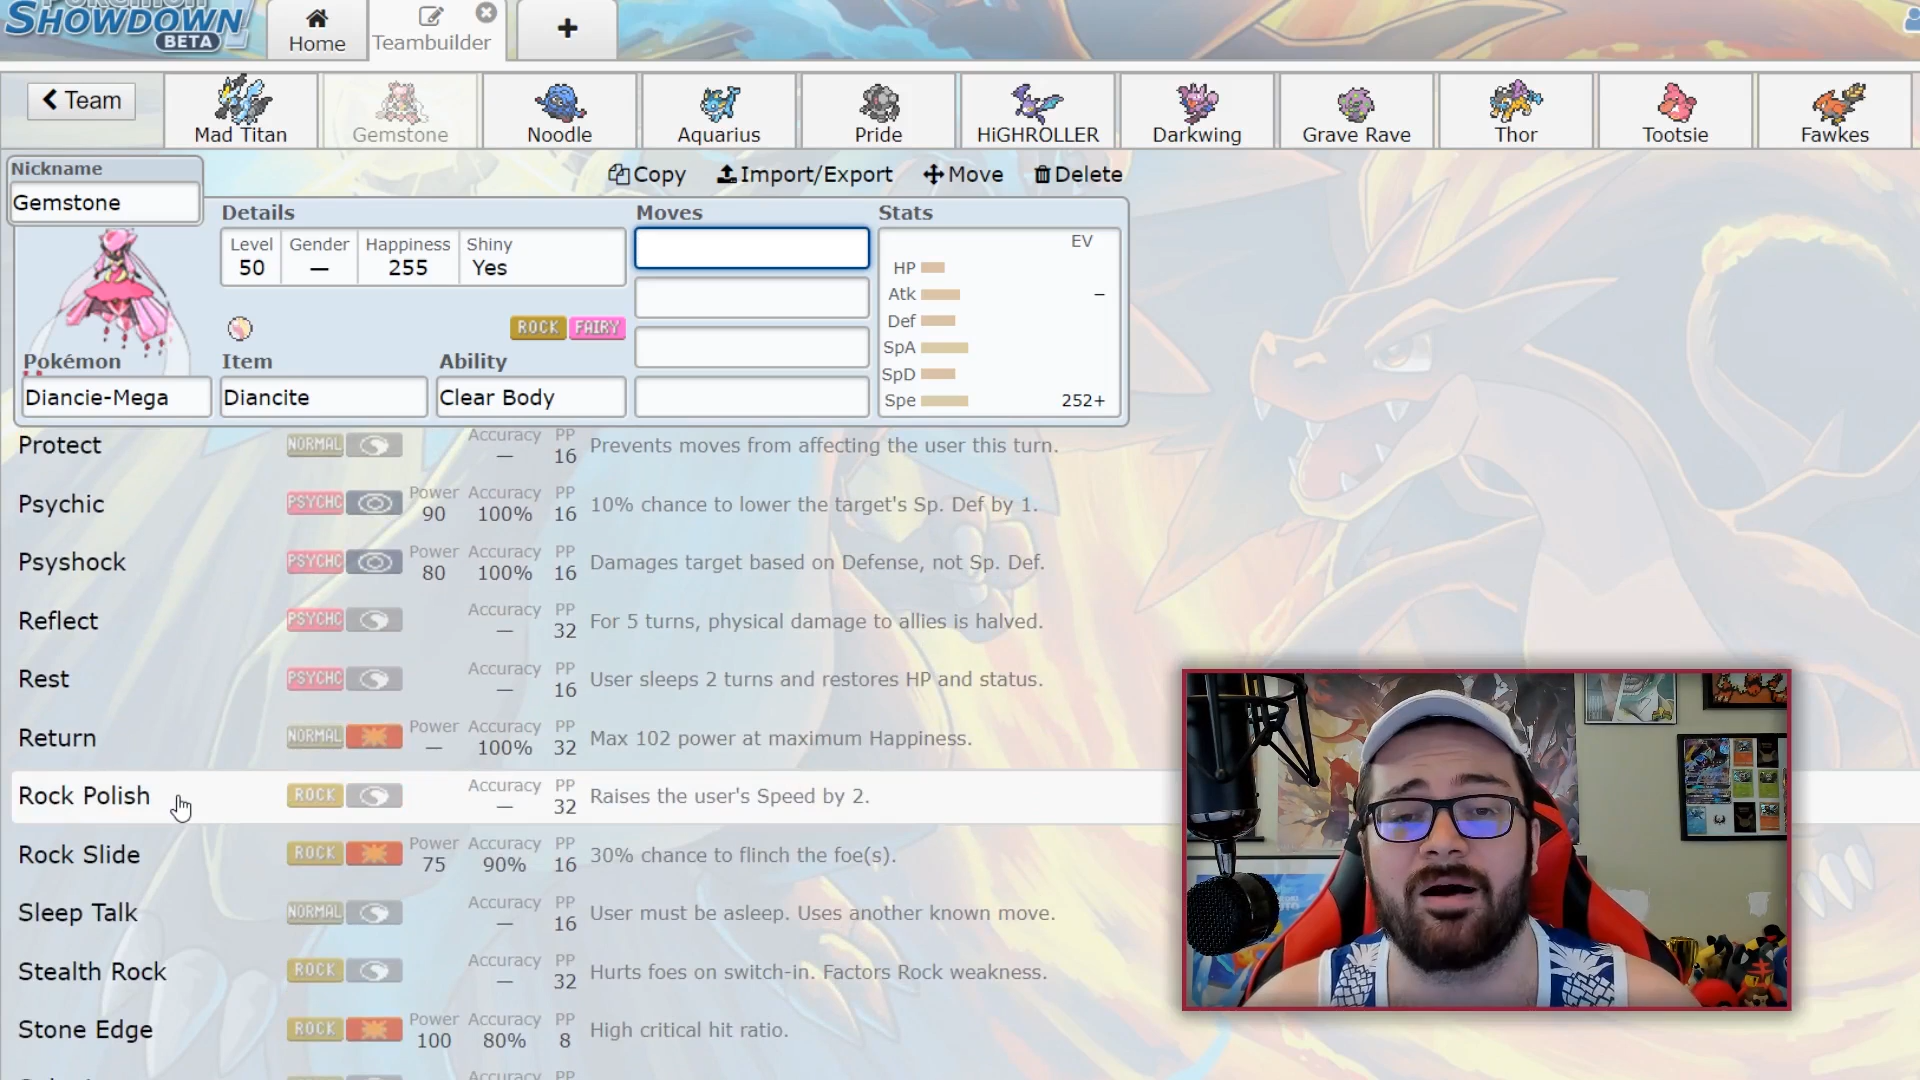 Pokémon
SHOWDOWN
BETA
Home
Teambuilder
Team
Mad Titan
Gemstone
Noodle
Aquarius
Pride
HiGHROLLER
Darkwing
Grave Rave
Thor
Tootsie
Fawkes
Nickname
Gemstone
Copy
Import/Export
Move
Delete
Details
Level
50
Gender
—
Happiness
255
Shiny
Yes
ROCK FAIRY
Pokémon
Diancie-Mega
Item
Diancite
Ability
Clear Body
Moves
Stats
EV
HP
Atk –
Def
SpA
SpD
Spe 252+
Protect NORMAL Accuracy — PP 16 Prevents moves from affecting the user this turn.
Psychic PSYCHC Power 90 Accuracy 100% PP 16 10% chance to lower the target's Sp. Def by 1.
Psyshock PSYCHC Power 80 Accuracy 100% PP 16 Damages target based on Defense, not Sp. Def.
Reflect PSYCHC Accuracy — PP 32 For 5 turns, physical damage to allies is halved.
Rest PSYCHC Accuracy — PP 16 User sleeps 2 turns and restores HP and status.
Return NORMAL Power — Accuracy 100% PP 32 Max 102 power at maximum Happiness.
Rock Polish ROCK Accuracy — PP 32 Raises the user's Speed by 2.
Rock Slide ROCK Power 75 Accuracy 90% PP 16 30% chance to flinch the foe(s).
Sleep Talk NORMAL Accuracy — PP 16 User must be asleep. Uses another known move.
Stealth Rock ROCK Accuracy — PP 32 Hurts foes on switch-in. Factors Rock weakness.
Stone Edge ROCK Power 100 Accuracy 80% PP 8 High critical hit ratio.
Accuracy PP